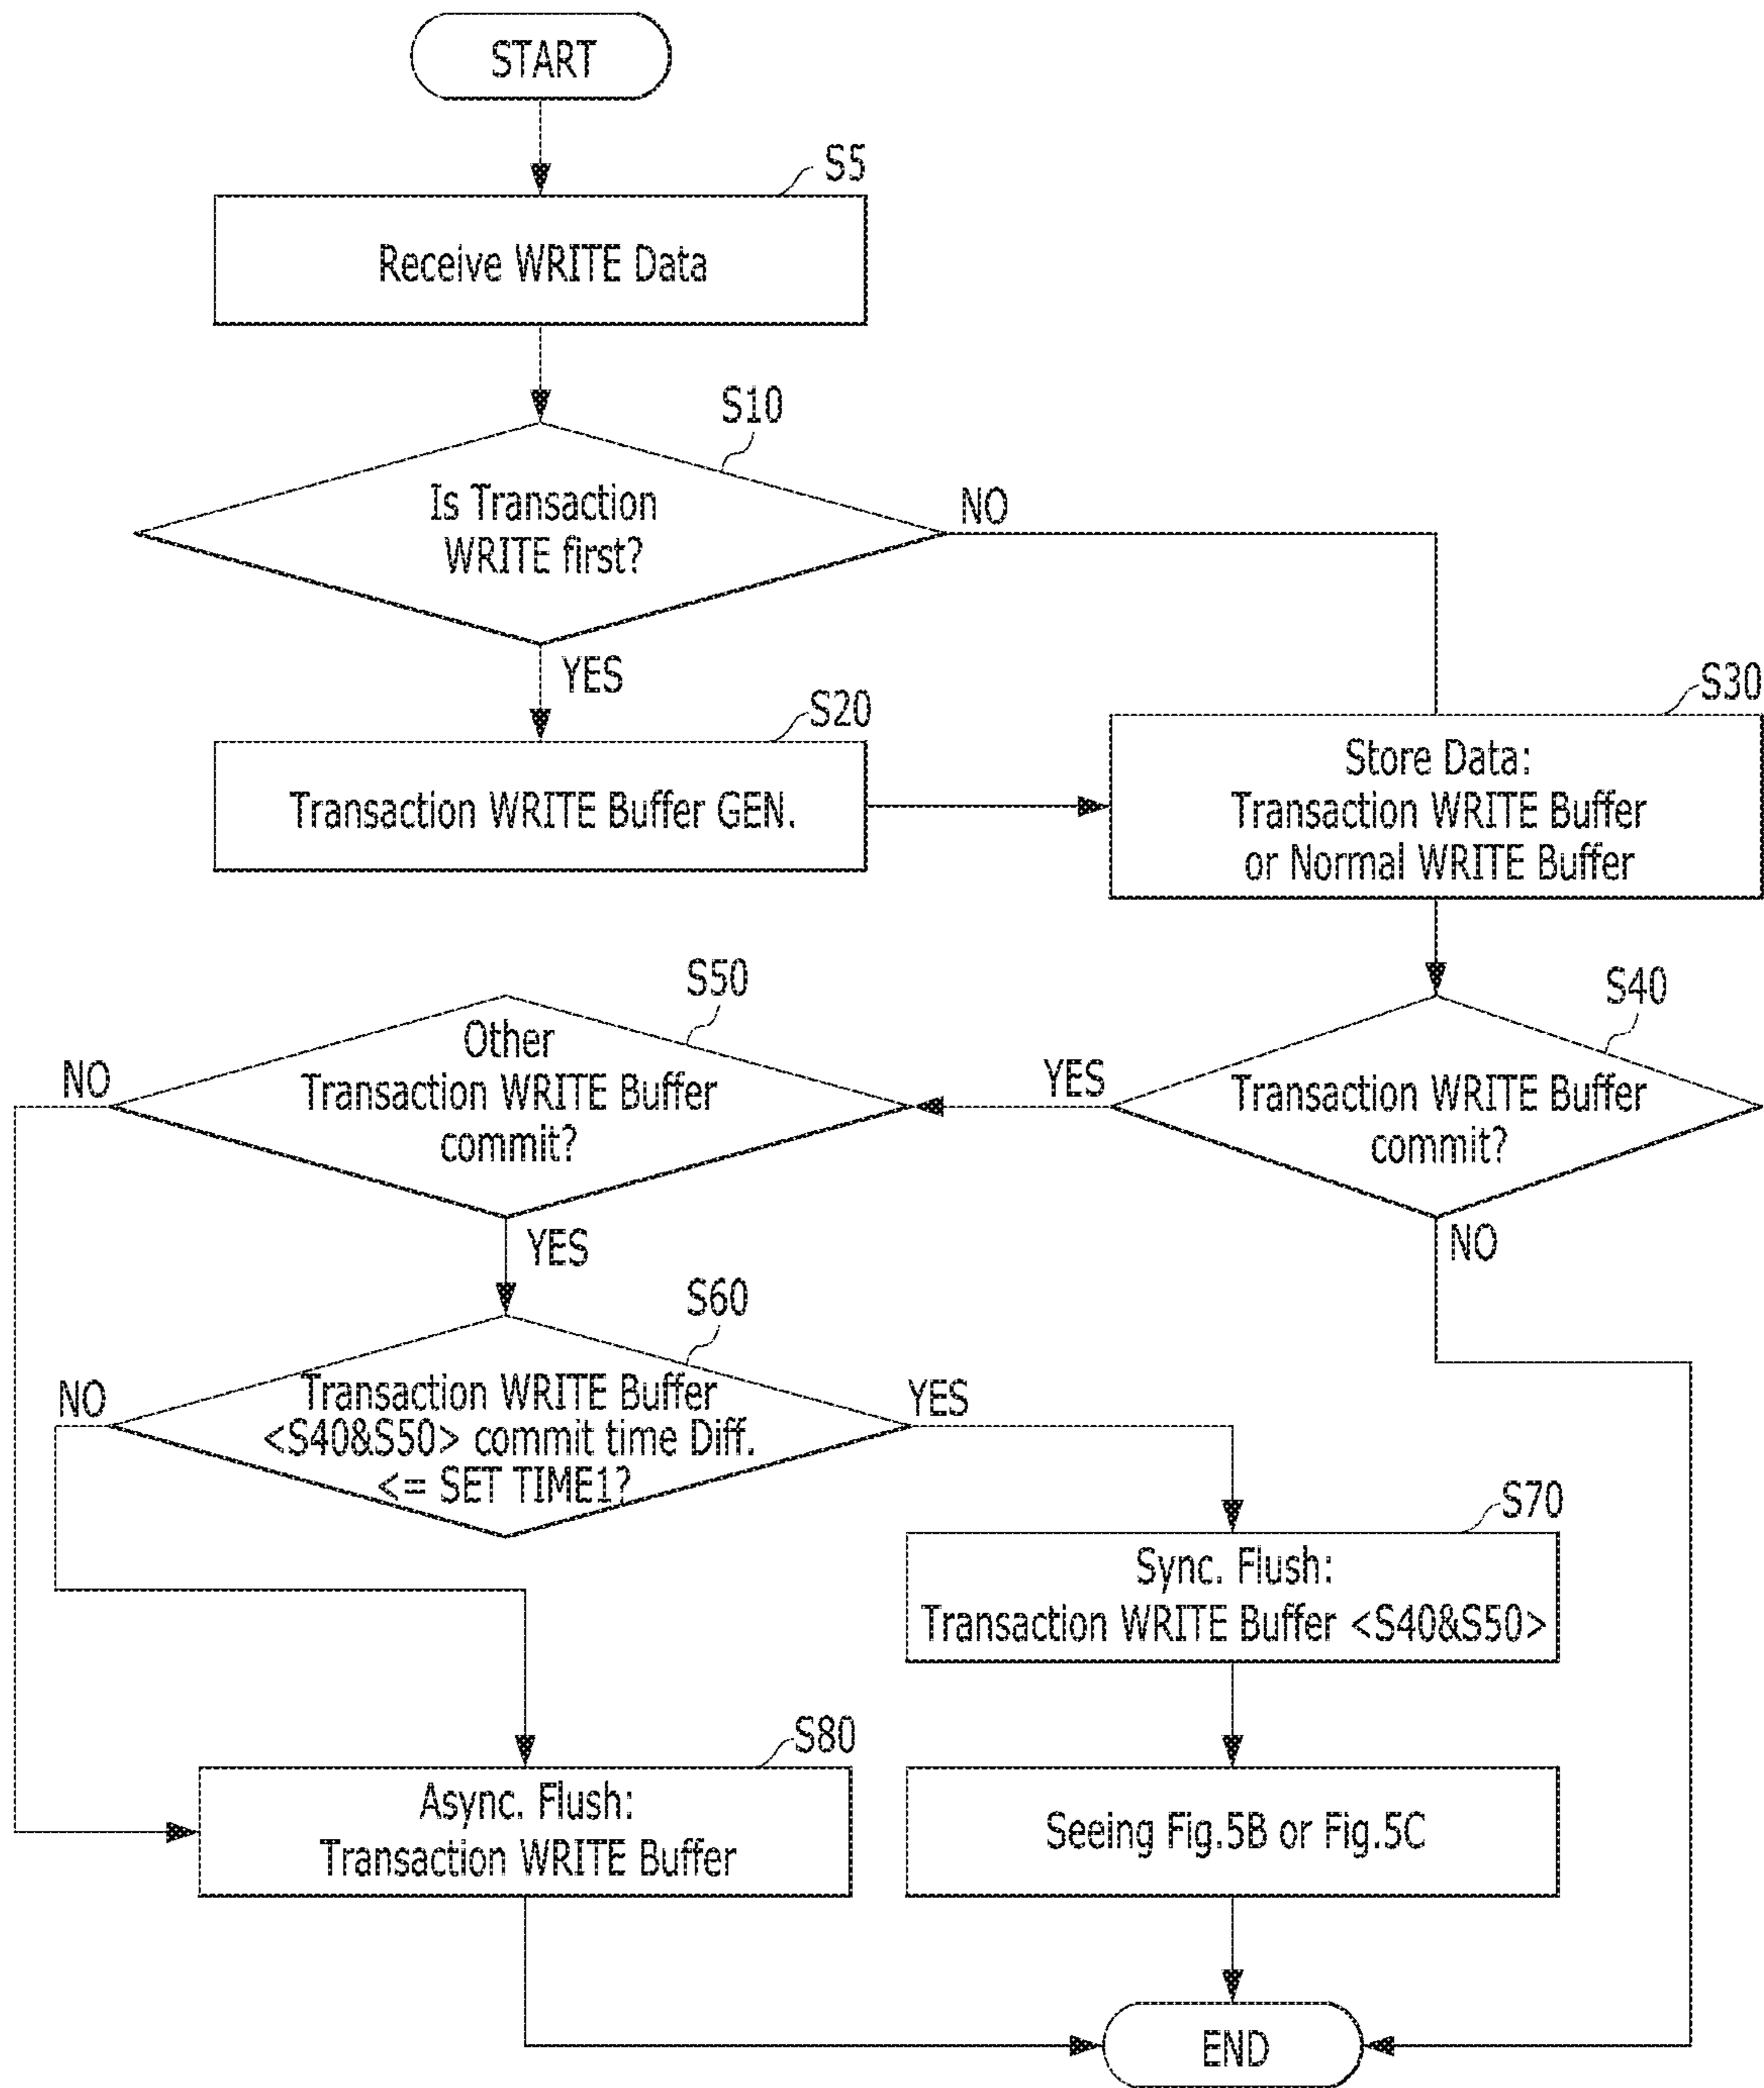 START
S5
Receive WRITE Data
S10
Is Transaction
WRITE first?
NO
YES
S20
Transaction WRITE Buffer GEN.
S30
Store Data:
Transaction WRITE Buffer
or Normal WRITE Buffer
S40
Transaction WRITE Buffer
commit?
YES
NO
S50
Other
Transaction WRITE Buffer
commit?
NO
YES
S60
Transaction WRITE Buffer
<S40&S50> commit time Diff.
<= SET TIME1?
NO
YES
S70
Sync. Flush:
Transaction WRITE Buffer <S40&S50>
S80
Async. Flush:
Transaction WRITE Buffer
Seeing Fig.5B or Fig.5C
END